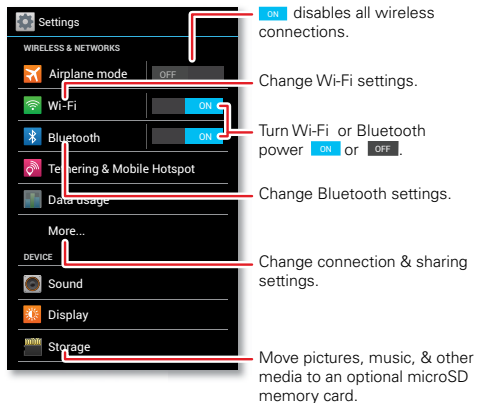 Settings
WIRELESS & NETWORKS
Airplane mode OFF
Wi-Fi ON
Bluetooth ON
Tethering & Mobile Hotspot
Data usage
More...
DEVICE
Sound
Display
Storage
ON disables all wireless
connections.
Change Wi-Fi settings.
Turn Wi-Fi or Bluetooth
power ON or OFF.
Change Bluetooth settings.
Change connection & sharing
settings.
Move pictures, music, & other
media to an optional microSD
memory card.